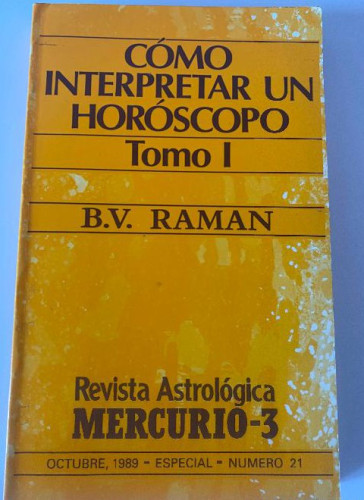 CÓMO
INTERPRETAR UN
HORÓSCOPO
Tomo I
B.V. RAMAN
Revista Astrológica
MERCURIO-3
OCTUBRE, 1989 - ESPECIAL - NUMERO 21